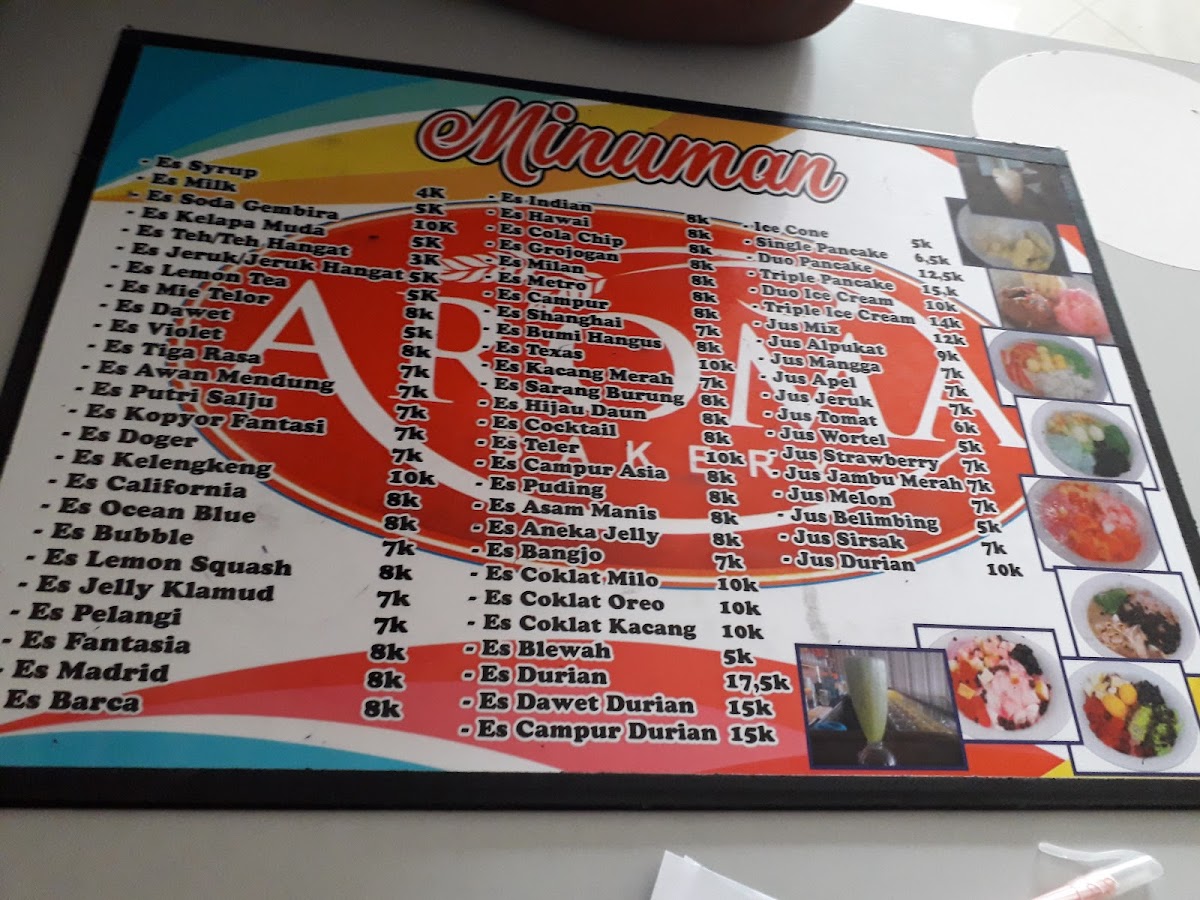 Minuman
- Es Syrup
- Es Milk
- Es Soda Gembira
- Es Kelapa Muda
- Es Teh/Teh Hangat
- Es Jeruk/Jeruk Hangat
- Es Lemon Tea
- Es Mie Telor
- Es Dawet
- Es Violet
- Es Tiga Rasa
- Es Awan Mendung
- Es Putri Salju
- Es Kopyor Fantasi
- Es Doger
- Es Kelengkeng
- Es California
- Es Ocean Blue
- Es Bubble
- Es Lemon Squash
- Es Jelly Klamud
- Es Pelangi
- Es Fantasia
- Es Madrid
Es Barca
4K
5K
10K
5K
3K
5K
5K
8k
5k
8k
7k
7k
7k
7k
10k
8k
8k
7k
8k
7k
7k
8k
8k
8k
- Es Indian 8k
- Es Hawai 8k
- Es Cola Chip 8k
- Es Grojogan 8k
- Es Milan 8k
- Es Metro 8k
- Es Campur 8k
- Es Shanghai 7k
- Es Bumi Hangus 8k
- Es Texas 10k
- Es Kacang Merah 7k
- Es Sarang Burung 8k
- Es Hijau Daun 8k
- Es Cocktail 8k
- Es Teler 10k
- Es Campur Asia 8k
- Es Puding 8k
- Es Asam Manis 8k
- Es Aneka Jelly 8k
- Es Bangjo 7k
- Es Coklat Milo 10k
- Es Coklat Oreo 10k
- Es Coklat Kacang 10k
- Es Blewah 5k
- Es Durian 17,5k
- Es Dawet Durian 15k
- Es Campur Durian 15k
- Ice Cone 5k
- Single Pancake 6,5k
- Duo Pancake 12,5k
- Triple Pancake 15,k
- Duo Ice Cream 10k
- Triple Ice Cream 14k
- Jus Mix 12k
- Jus Alpukat 9k
- Jus Mangga 7k
- Jus Apel 7k
- Jus Jeruk 7k
- Jus Tomat 6k
- Jus Wortel 5k
- Jus Strawberry 7k
- Jus Jambu Merah 7k
- Jus Melon 7k
- Jus Belimbing 5k
- Jus Sirsak 7k
- Jus Durian 10k
AROMA
BAKERY